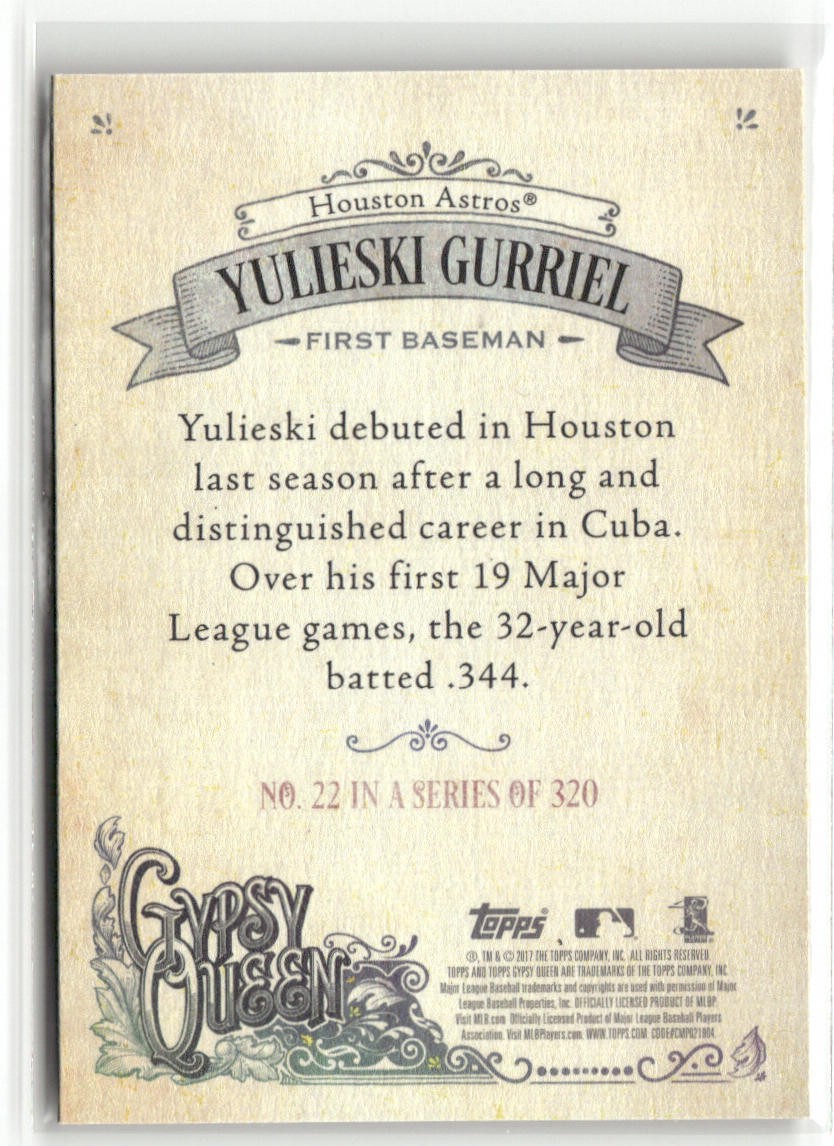 Houston Astros®
YULIESKI GURRIEL
FIRST BASEMAN
Yulieski debuted in Houston
last season after a long and
distinguished career in Cuba.
Over his first 19 Major
League games, the 32-year-old
batted .344.
NO. 22 IN A SERIES OF 320
GYPSY
QUEEN
Topps
®, TM & © 2017 THE TOPPS COMPANY, INC. ALL RIGHTS RESERVED.
TOPPS AND TOPPS GYPSY QUEEN ARE TRADEMARKS OF THE TOPPS COMPANY, INC.
Major League Baseball trademarks and copyrights are used with permission of Major
League Baseball Properties, Inc. OFFICIALLY LICENSED PRODUCT OF MLBP.
Visit MLB.com Officially Licensed Product of Major League Baseball Players
Association. Visit MLBPlayers.com. WWW.TOPPS.COM CODE#CMP021904